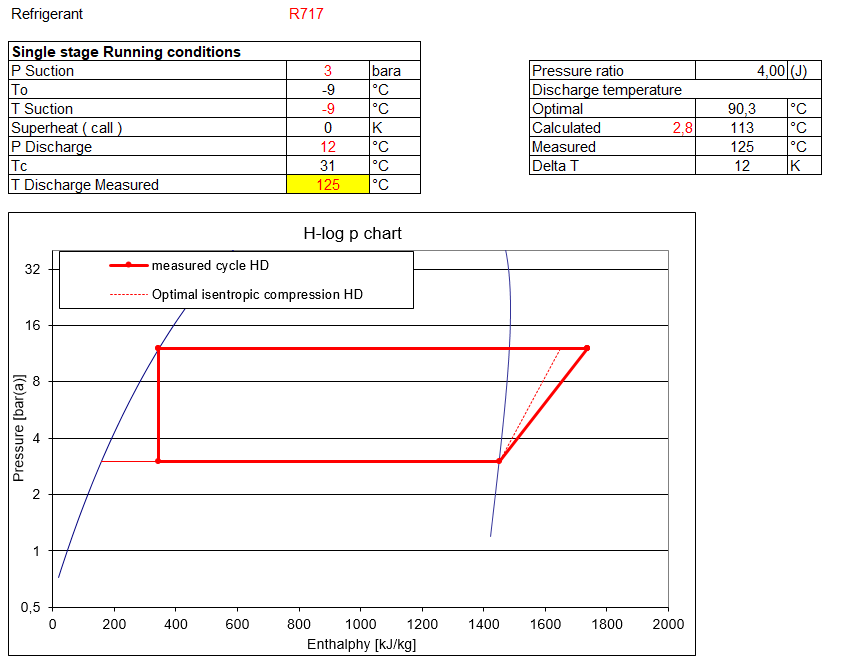 Refrigerant R717
Single stage Running conditions
P Suction 3 bara
To -9 °C
T Suction -9 °C
Superheat ( call ) 0 K
P Discharge 12 °C
Tc 31 °C
T Discharge Measured 125 °C
Pressure ratio 4,00 (J)
Discharge temperature
Optimal 90,3 °C
Calculated 2,8 113 °C
Measured 125 °C
Delta T 12 K
H-log p chart
measured cycle HD
Optimal isentropic compression HD
Pressure [bar(a)]
32
16
8
4
2
1
0,5
0 200 400 600 800 1000 1200 1400 1600 1800 2000
Enthalphy [kJ/kg]